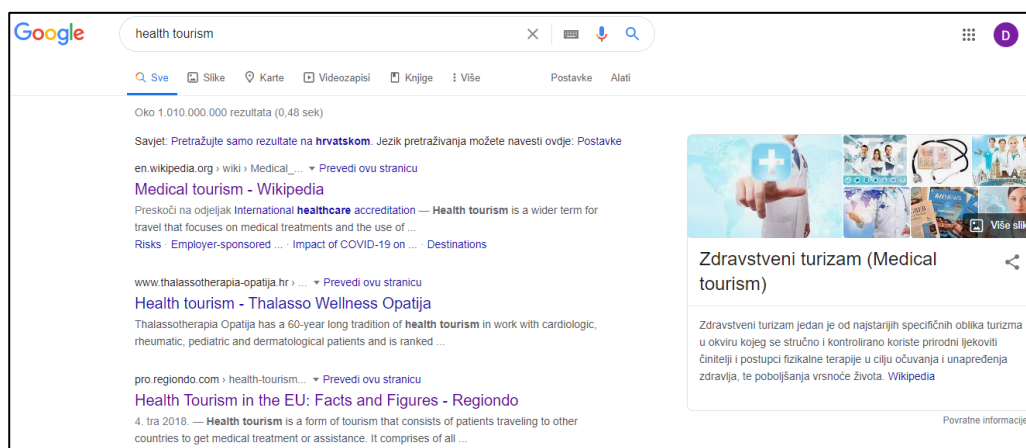 Google
health tourism
D
Sve Slike Karte Videozapisi Knjige Više Postavke Alati
Oko 1.010.000.000 rezultata (0,48 sek)
Savjet: Pretražujte samo rezultate na hrvatskom. Jezik pretraživanja možete navesti ovdje: Postavke
en.wikipedia.org › wiki › Medical_... ▾ Prevedi ovu stranicu
Medical tourism - Wikipedia
Preskoči na odjeljak International healthcare accreditation — Health tourism is a wider term for
travel that focuses on medical treatments and the use of ...
Risks · Employer-sponsored ... · Impact of COVID-19 on ... · Destinations
www.thalassotherapia-opatija.hr › ... ▾ Prevedi ovu stranicu
Health tourism - Thalasso Wellness Opatija
Thalassotherapia Opatija has a 60-year long tradition of health tourism in work with cardiologic,
rheumatic, pediatric and dermatological patients and is ranked ...
pro.regiondo.com › health-tourism... ▾ Prevedi ovu stranicu
Health Tourism in the EU: Facts and Figures - Regiondo
4. tra 2018. — Health tourism is a form of tourism that consists of patients traveling to other
countries to get medical treatment or assistance. It comprises of all ...
Više slik
Zdravstveni turizam (Medical
tourism)
Zdravstveni turizam jedan je od najstarijih specifičnih oblika turizma
u okviru kojeg se stručno i kontrolirano koriste prirodni ljekoviti
činitelji i postupci fizikalne terapije u cilju očuvanja i unapređenja
zdravlja, te poboljšanja vrsnoće života. Wikipedia
Povratne informacije